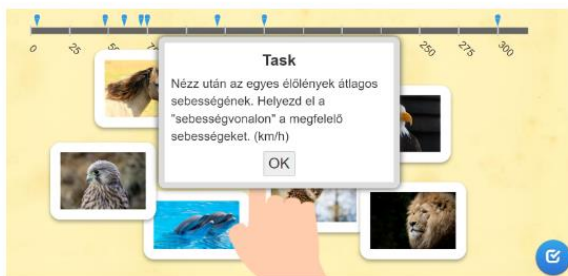 0 25 50 75 250 275 300
Task
Nézz után az egyes élőlények átlagos
sebességének. Helyezd el a
"sebességvonalon" a megfelelő
sebességeket. (km/h)
OK